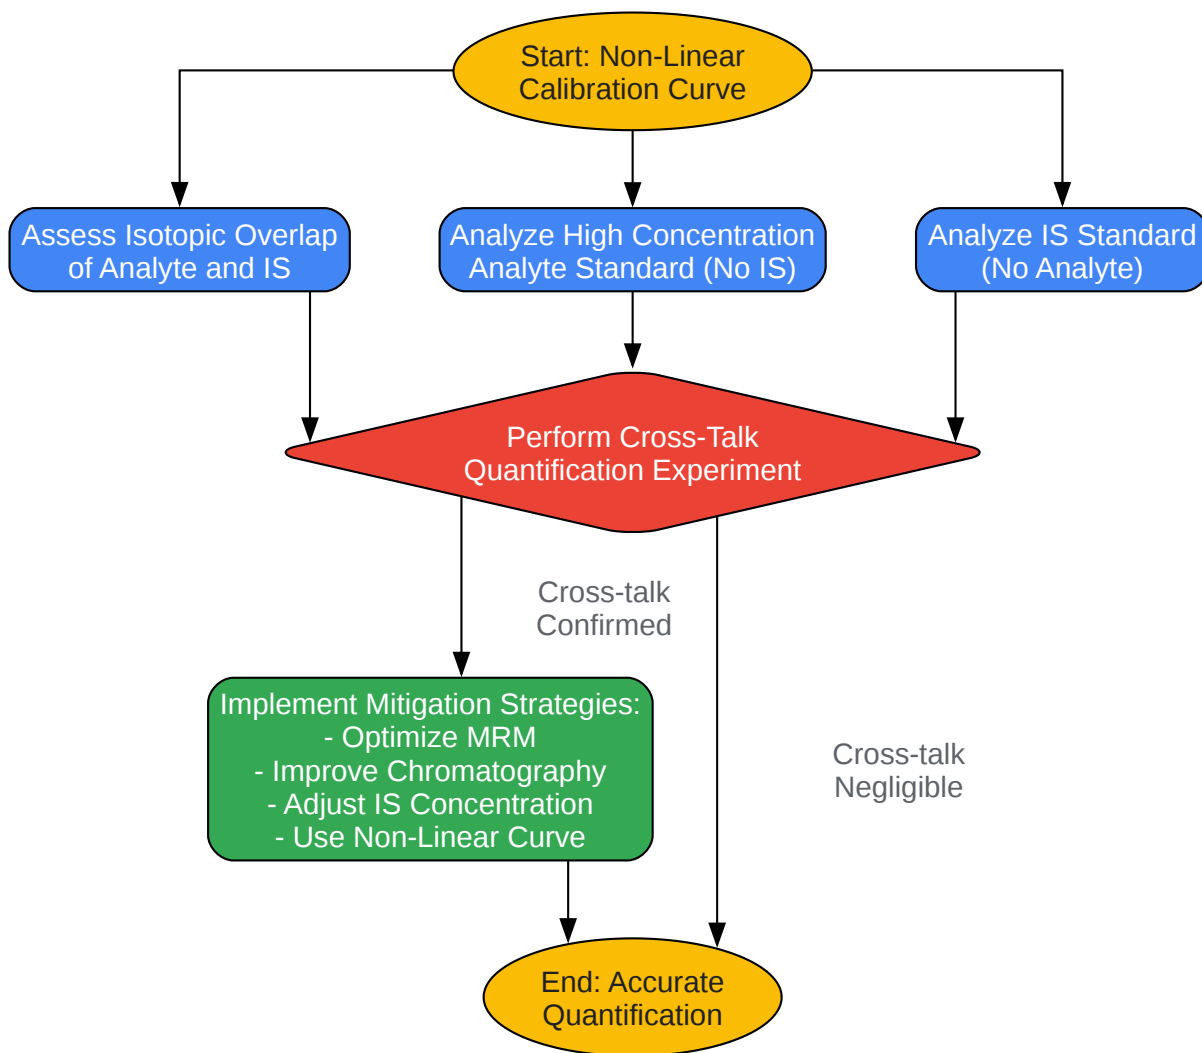 Start: Non-Linear
Calibration Curve
Assess Isotopic Overlap
of Analyte and IS
Analyze High Concentration
Analyte Standard (No IS)
Analyze IS Standard
(No Analyte)
Perform Cross-Talk
Quantification Experiment
Cross-talk
Confirmed
Implement Mitigation Strategies:
- Optimize MRM
- Improve Chromatography
- Adjust IS Concentration
- Use Non-Linear Curve
Cross-talk
Negligible
End: Accurate
Quantification